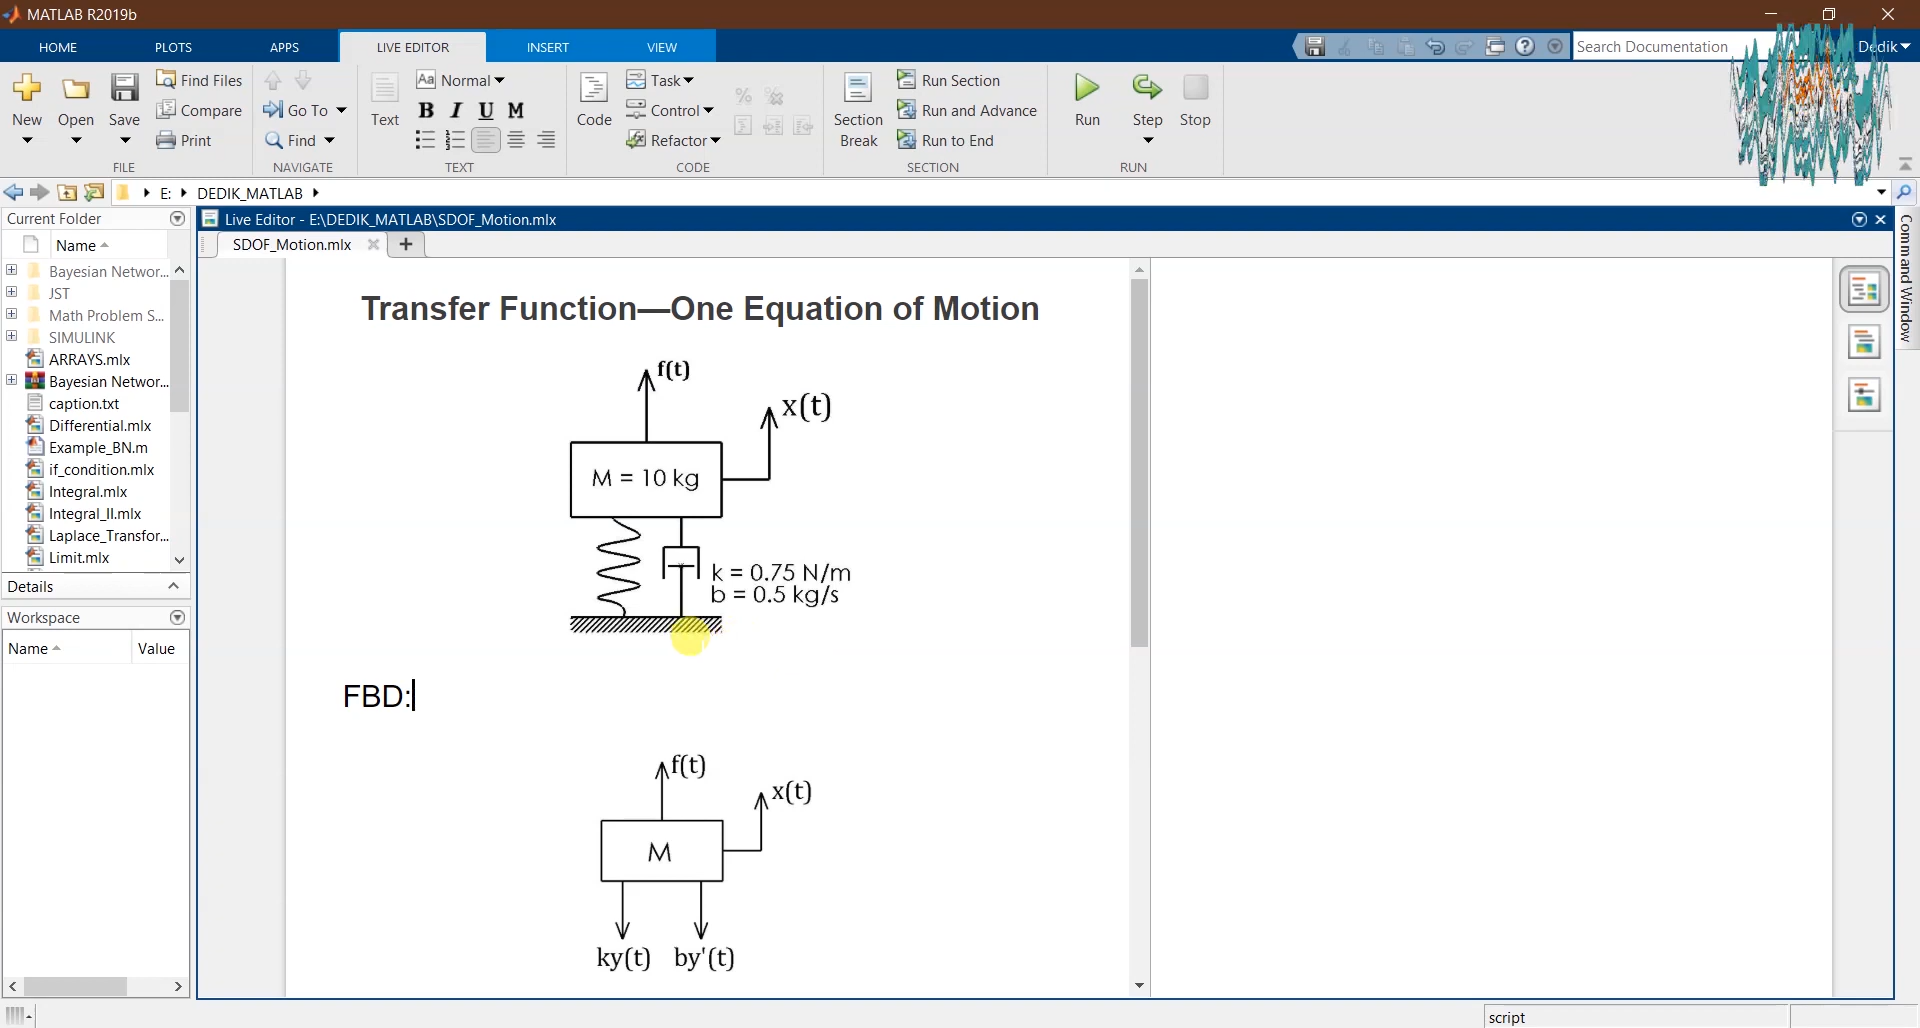 MATLAB R2019b
HOME PLOTS APPS LIVE EDITOR INSERT VIEW
Search Documentation
Dedik
New
Open
Save
Find Files
Compare
Print
FILE
Go To
Find
NAVIGATE
Text
Aa Normal
B I U M
TEXT
Code
Task
Control
Refactor
CODE
Section
Break
Run Section
Run and Advance
Run to End
SECTION
Run
Step
Stop
RUN
E: DEDIK_MATLAB
Current Folder
Name
Bayesian Networ...
JST
Math Problem S...
SIMULINK
ARRAYS.mlx
Bayesian Networ...
caption.txt
Differential.mlx
Example_BN.m
if_condition.mlx
Integral.mlx
Integral_II.mlx
Laplace_Transfor...
Limit.mlx
Details
Workspace
Name Value
Live Editor - E:\DEDIK_MATLAB\SDOF_Motion.mlx
SDOF_Motion.mlx
Transfer Function—One Equation of Motion
f(t)
x(t)
M = 10 kg
k = 0.75 N/m
b = 0.5 kg/s
FBD:
f(t)
x(t)
M
ky(t) by'(t)
Command Window
script